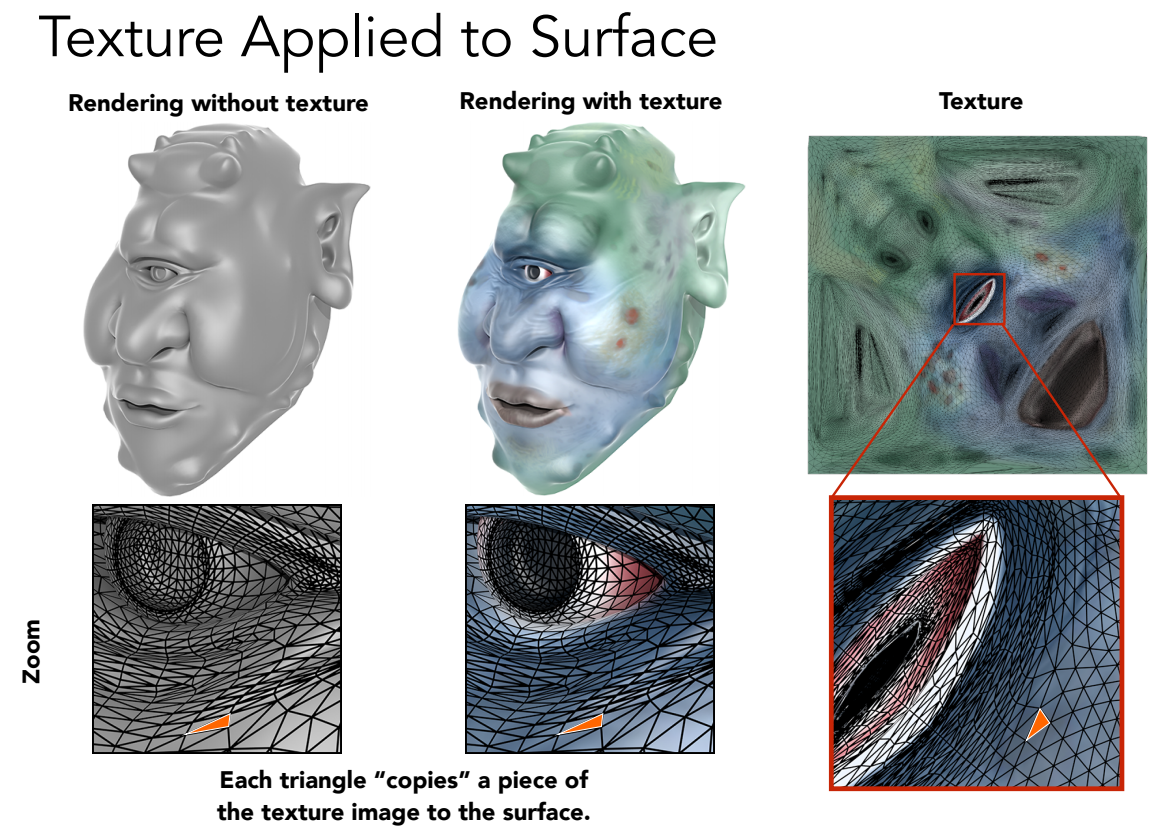 Texture Applied to Surface
Rendering without texture
Rendering with texture
Texture
Zoom
Each triangle “copies” a piece of
the texture image to the surface.